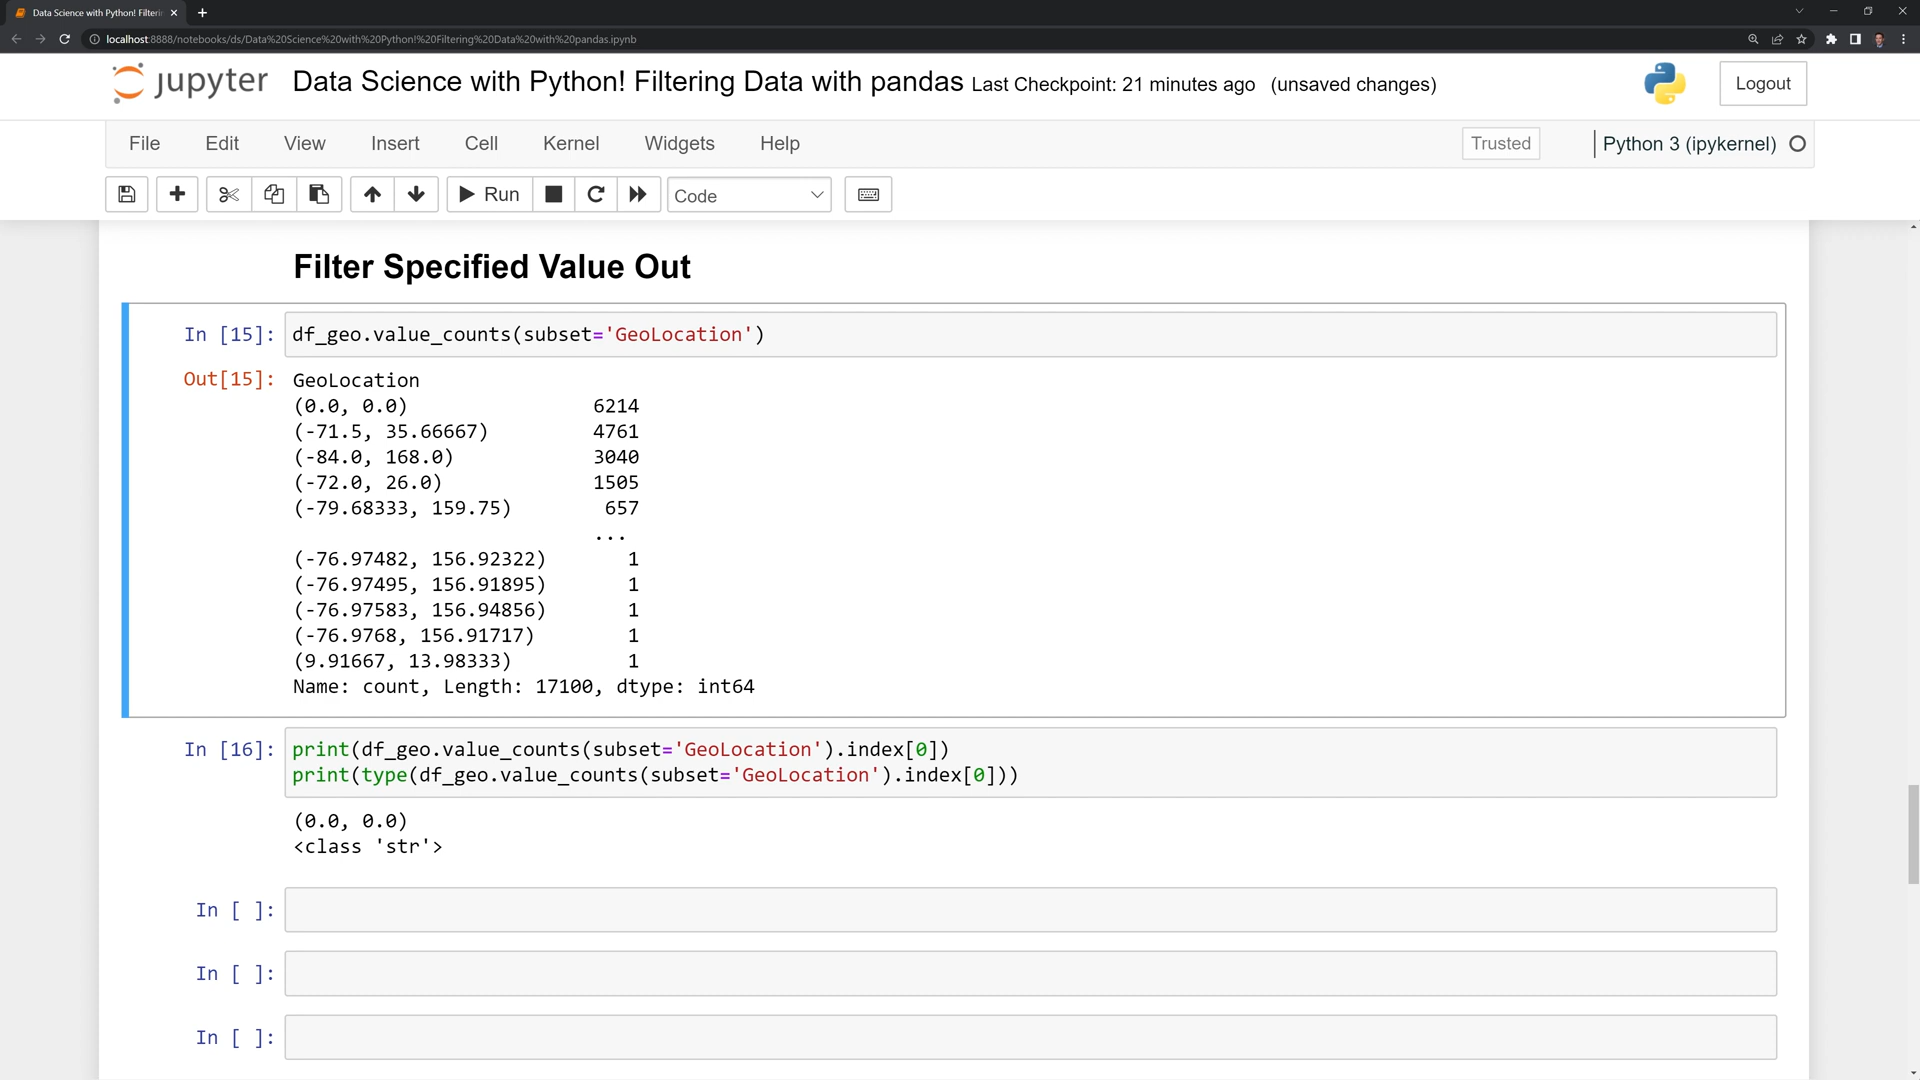 Data Science with Python! Filterin
localhost:8888/notebooks/ds/Data%20Science%20with%20Python!%20Filtering%20Data%20with%20pandas.ipynb
jupyter Data Science with Python! Filtering Data with pandas Last Checkpoint: 21 minutes ago (unsaved changes) Logout
File Edit View Insert Cell Kernel Widgets Help Trusted Python 3 (ipykernel)
Run Code
Filter Specified Value Out
In [15]: df_geo.value_counts(subset='GeoLocation')
Out[15]: GeoLocation
(0.0, 0.0) 6214
(-71.5, 35.66667) 4761
(-84.0, 168.0) 3040
(-72.0, 26.0) 1505
(-79.68333, 159.75) 657
...
(-76.97482, 156.92322) 1
(-76.97495, 156.91895) 1
(-76.97583, 156.94856) 1
(-76.9768, 156.91717) 1
(9.91667, 13.98333) 1
Name: count, Length: 17100, dtype: int64
In [16]: print(df_geo.value_counts(subset='GeoLocation').index[0])
print(type(df_geo.value_counts(subset='GeoLocation').index[0]))
(0.0, 0.0)
<class 'str'>
In [ ]:
In [ ]:
In [ ]: